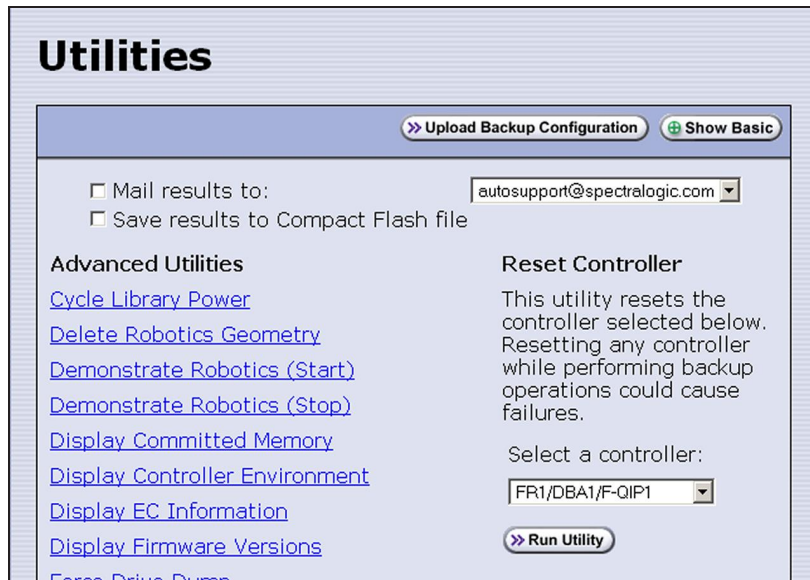 Utilities
Upload Backup Configuration
Show Basic
Mail results to:
autosupport@spectralogic.com
Save results to Compact Flash file
Advanced Utilities
Cycle Library Power
Delete Robotics Geometry
Demonstrate Robotics (Start)
Demonstrate Robotics (Stop)
Display Committed Memory
Display Controller Environment
Display EC Information
Display Firmware Versions
Force Drive Dump
Reset Controller
This utility resets the
controller selected below.
Resetting any controller
while performing backup
operations could cause
failures.
Select a controller:
FR1/DBA1/F-QIP1
Run Utility